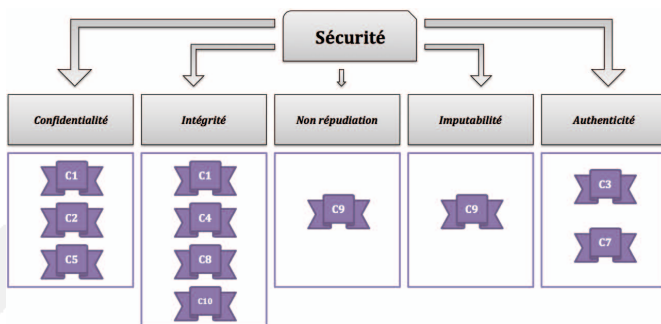 Sécurité
Confidentialité
Intégrité
Non répudiation
Imputabilité
Authenticité
C1
C2
C5
C1
C4
C8
C10
C9
C9
C3
C7